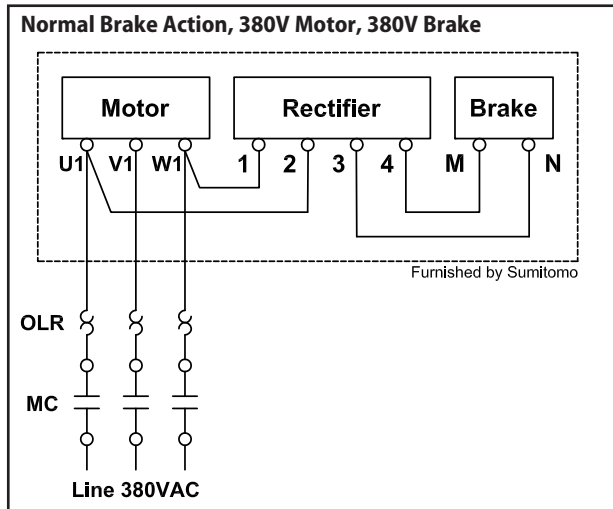 Normal Brake Action, 380V Motor, 380V Brake
Motor Rectifier Brake
U1 V1 W1 1 2 3 4 M N
Furnished by Sumitomo
OLR
MC
Line 380VAC